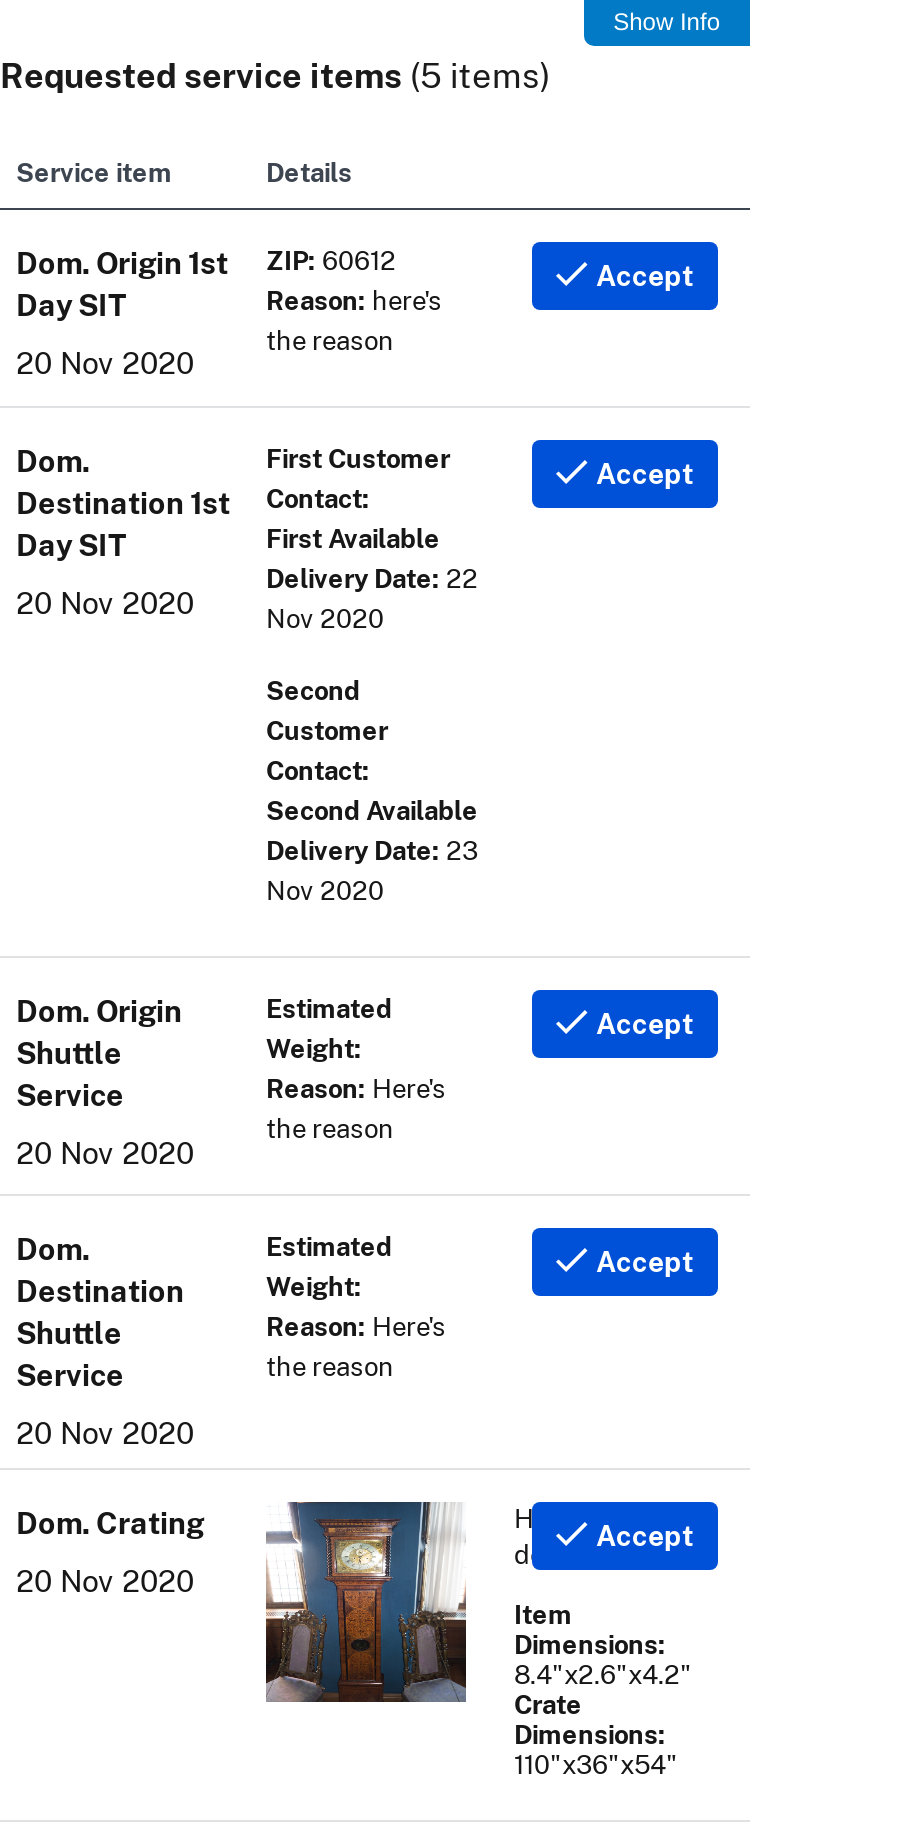 Show Info
Requested service items (5 items)
Service item
Details
Dom. Origin 1st
Day SIT
20 Nov 2020
ZIP: 60612
Reason: here's
the reason
Accept
Dom.
Destination 1st
Day SIT
20 Nov 2020
First Customer
Contact:
First Available
Delivery Date: 22
Nov 2020
Second
Customer
Contact:
Second Available
Delivery Date: 23
Nov 2020
Accept
Dom. Origin
Shuttle
Service
20 Nov 2020
Estimated
Weight:
Reason: Here's
the reason
Accept
Dom.
Destination
Shuttle
Service
20 Nov 2020
Estimated
Weight:
Reason: Here's
the reason
Accept
Dom. Crating
20 Nov 2020
Accept
Item
Dimensions:
8.4"x2.6"x4.2"
Crate
Dimensions:
110"x36"x54"